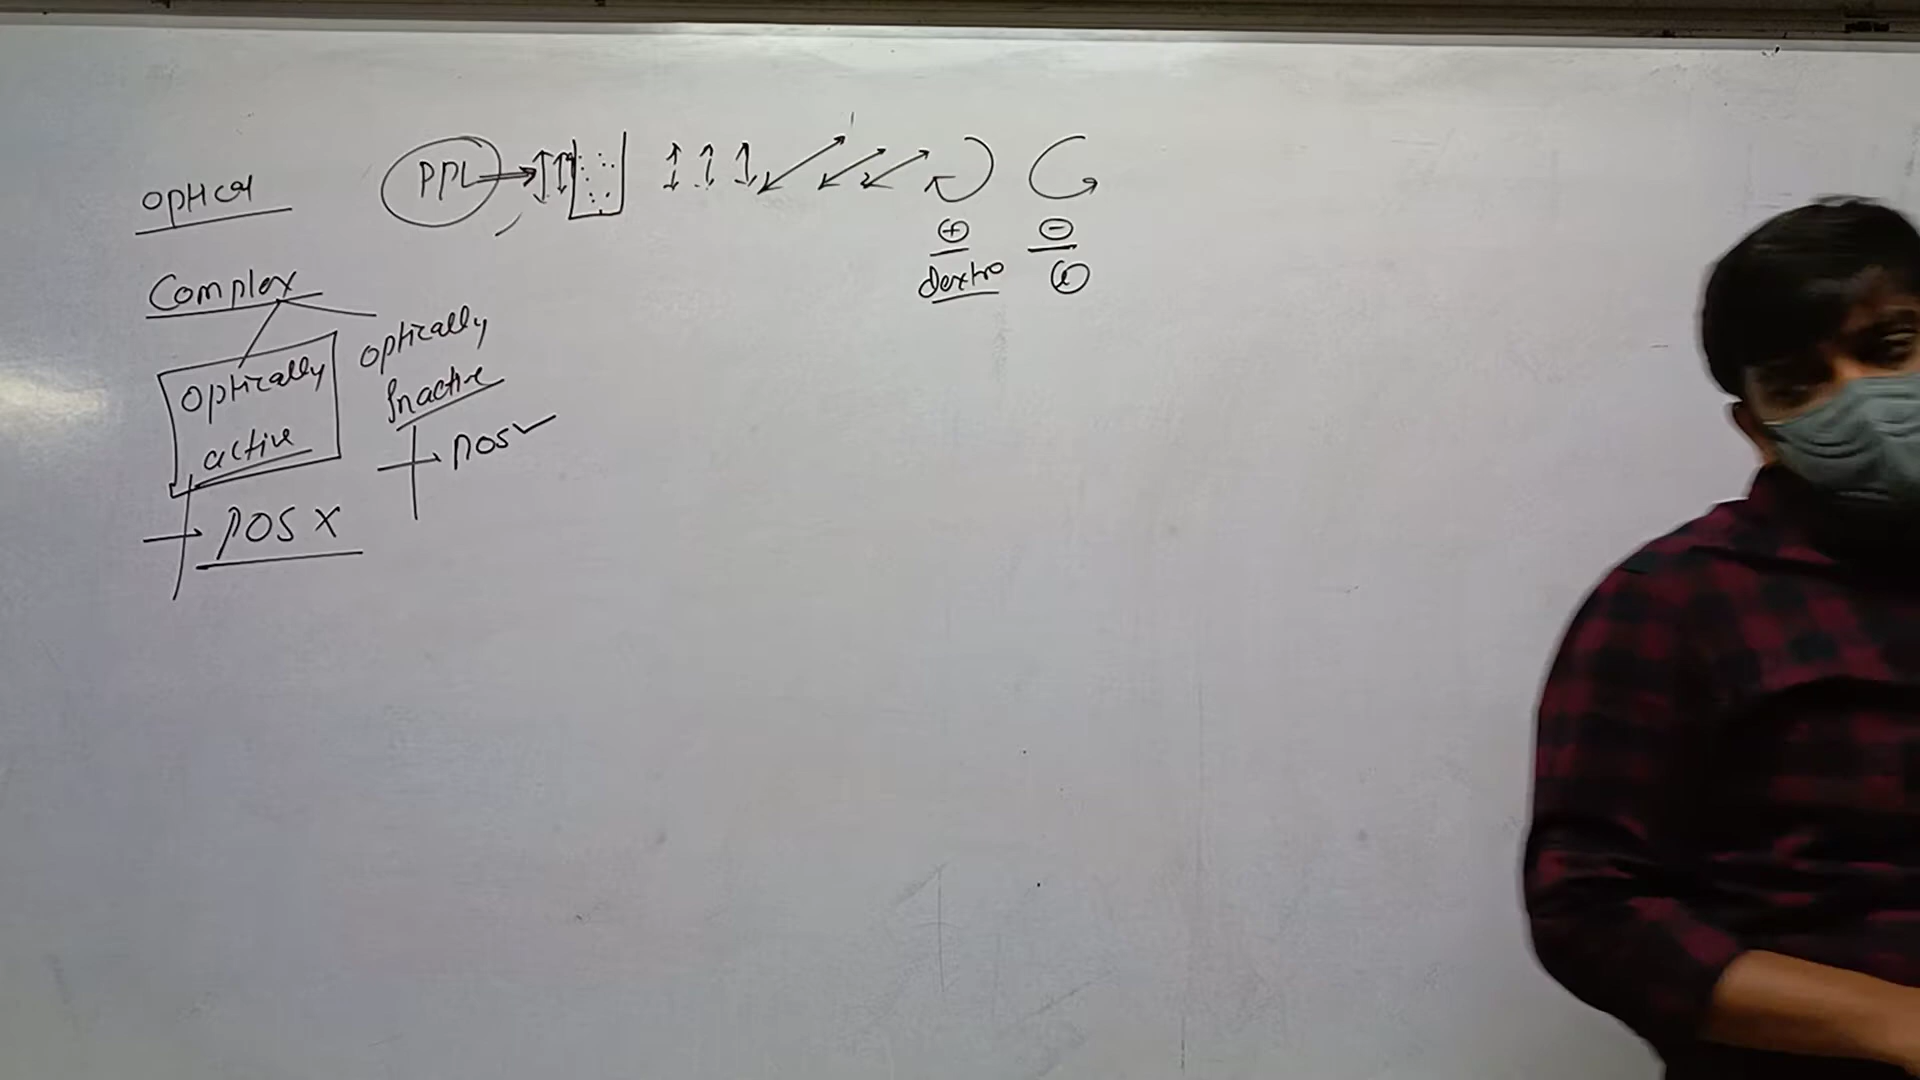 optical
PPL
+
-
dextro
l
Complex
optically
active
optically
Inactive
POS ✓
POS X